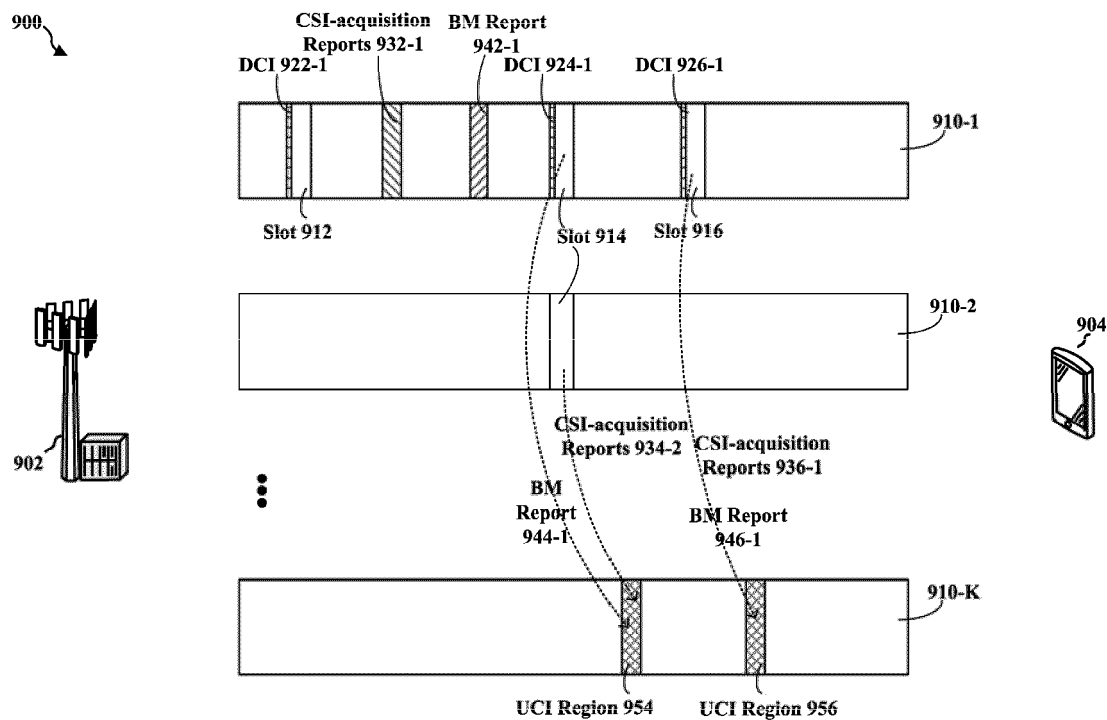 900
CSI-acquisition
Reports 932-1
BM Report
942-1
DCI 922-1
DCI 924-1
DCI 926-1
910-1
Slot 912
Slot 914
Slot 916
910-2
904
902
CSI-acquisition
Reports 934-2
CSI-acquisition
Reports 936-1
BM
Report
944-1
BM Report
946-1
910-K
UCI Region 954
UCI Region 956